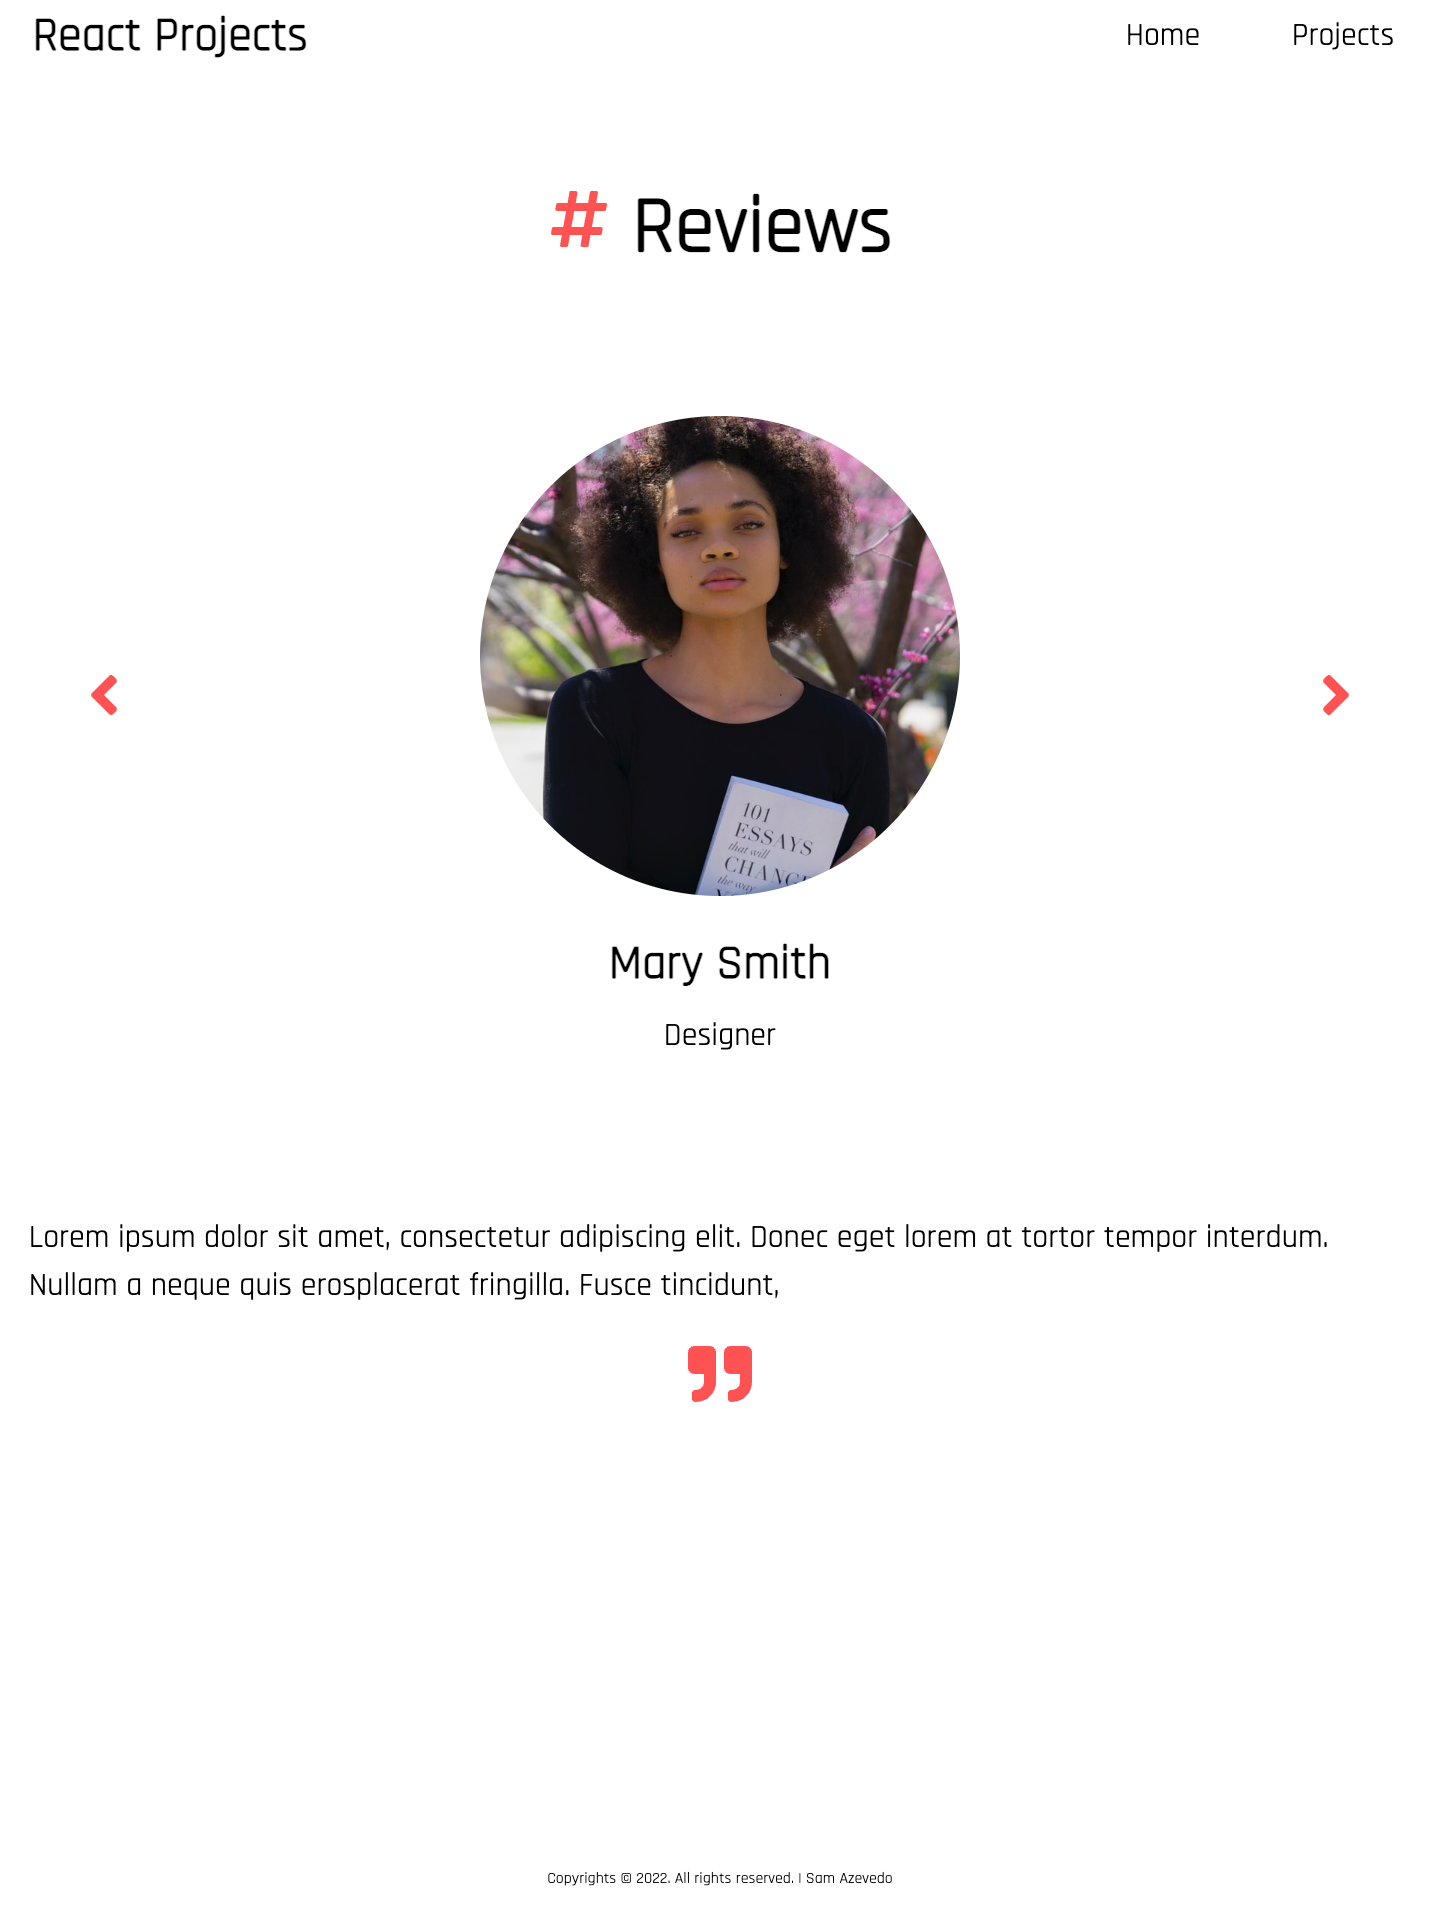 React Projects
Home
Projects
# Reviews
101
ESSAYS
that will
the way
Mary Smith
Designer
Lorem ipsum dolor sit amet, consectetur adipiscing elit. Donec eget lorem at tortor tempor interdum.
Nullam a neque quis erosplacerat fringilla. Fusce tincidunt,
Copyrights © 2022. All rights reserved. | Sam Azevedo